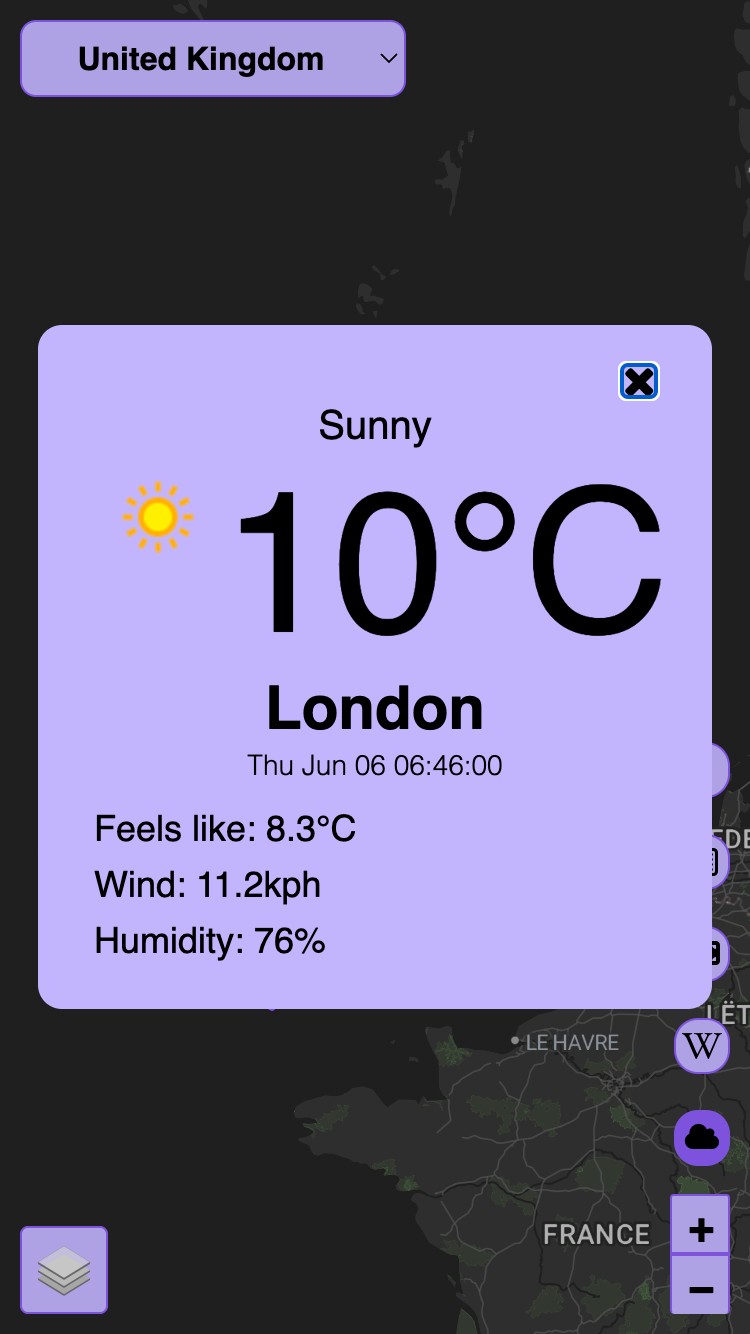 United Kingdom
Sunny
10°C
London
Thu Jun 06 06:46:00
Feels like: 8.3°C
Wind: 11.2kph
Humidity: 76%
LE HAVRE
W
FRANCE
+
−